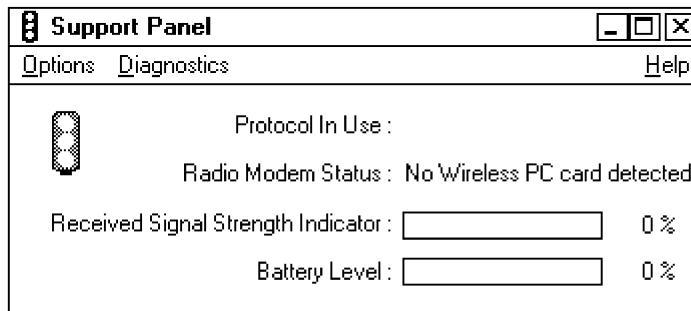 Support Panel
Options Diagnostics Help
Protocol In Use :
Radio Modem Status : No Wireless PC card detected
Received Signal Strength Indicator : 0 %
Battery Level : 0 %